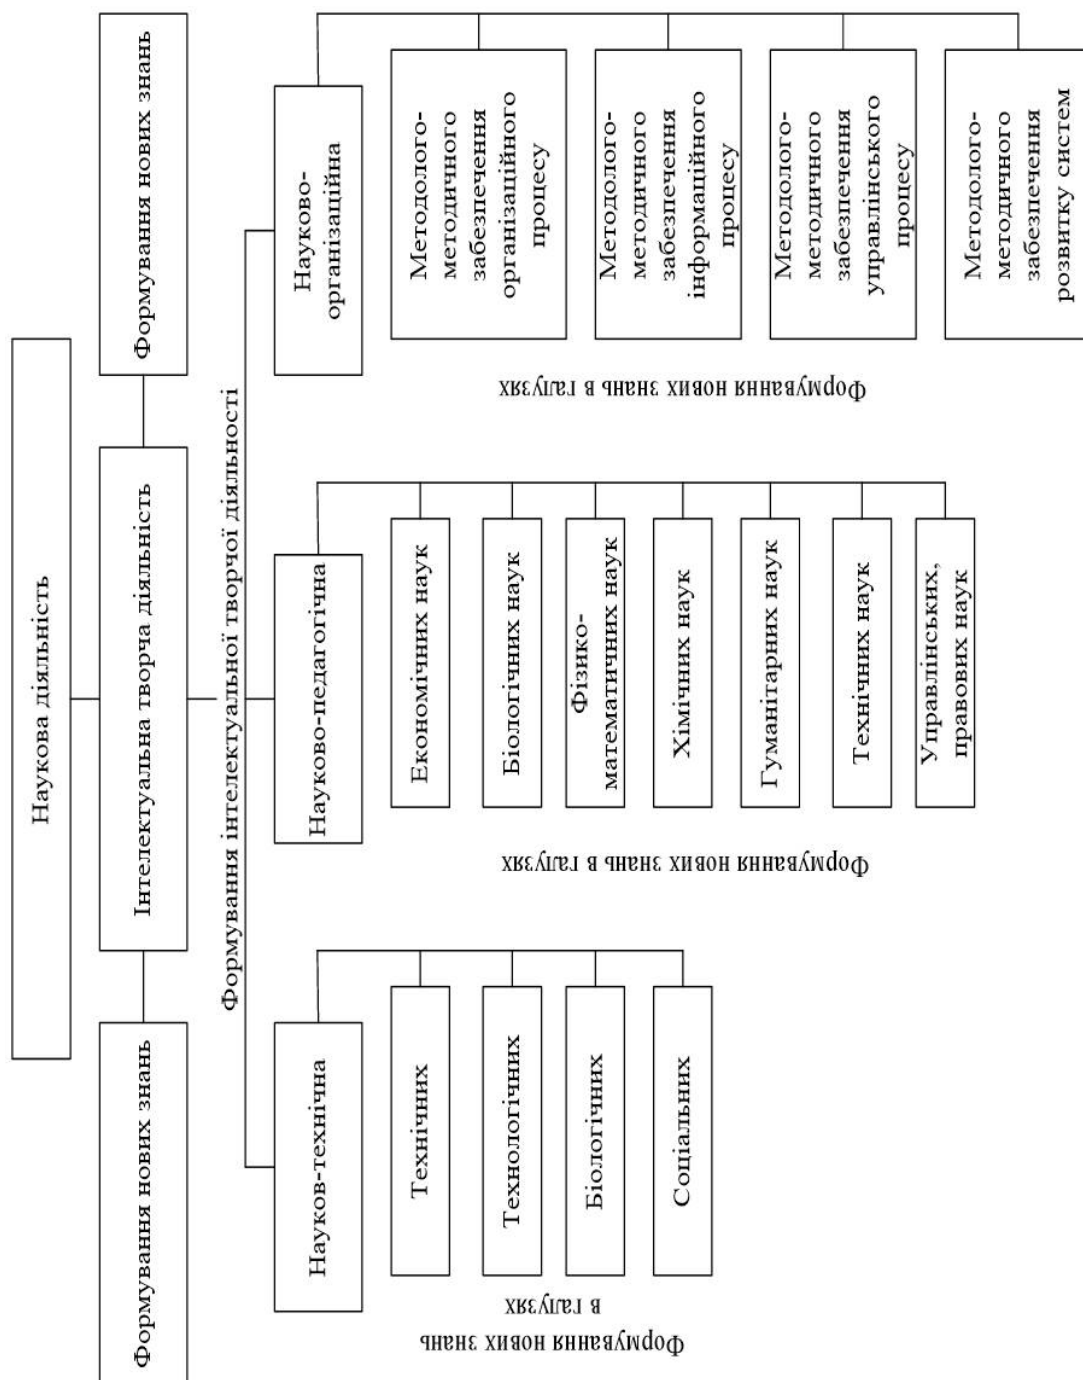 Наукова діяльність
Формування нових знань
Інтелектуальна творча діяльність
Формування нових знань
Формування інтелектуальної творчої діяльності
Науков-технічна
Науково-педагогічна
Науково-
організаційна
Формування нових знань
в галузях
Технічних
Технологічних
Біологічних
Соціальних
Формування нових знань в галузях
Економічних наук
Біологічних наук
Фізико-
математичних наук
Хімічних наук
Гуманітарних наук
Технічних наук
Управлінських,
правових наук
Формування нових знань в галузях
Методолого-
методичного
забезпечення
організаційного
процесу
Методолого-
методичного
забезпечення
інформаційного
процесу
Методолого-
методичного
забезпечення
управлінського
процесу
Методолого-
методичного
забезпечення
розвитку систем